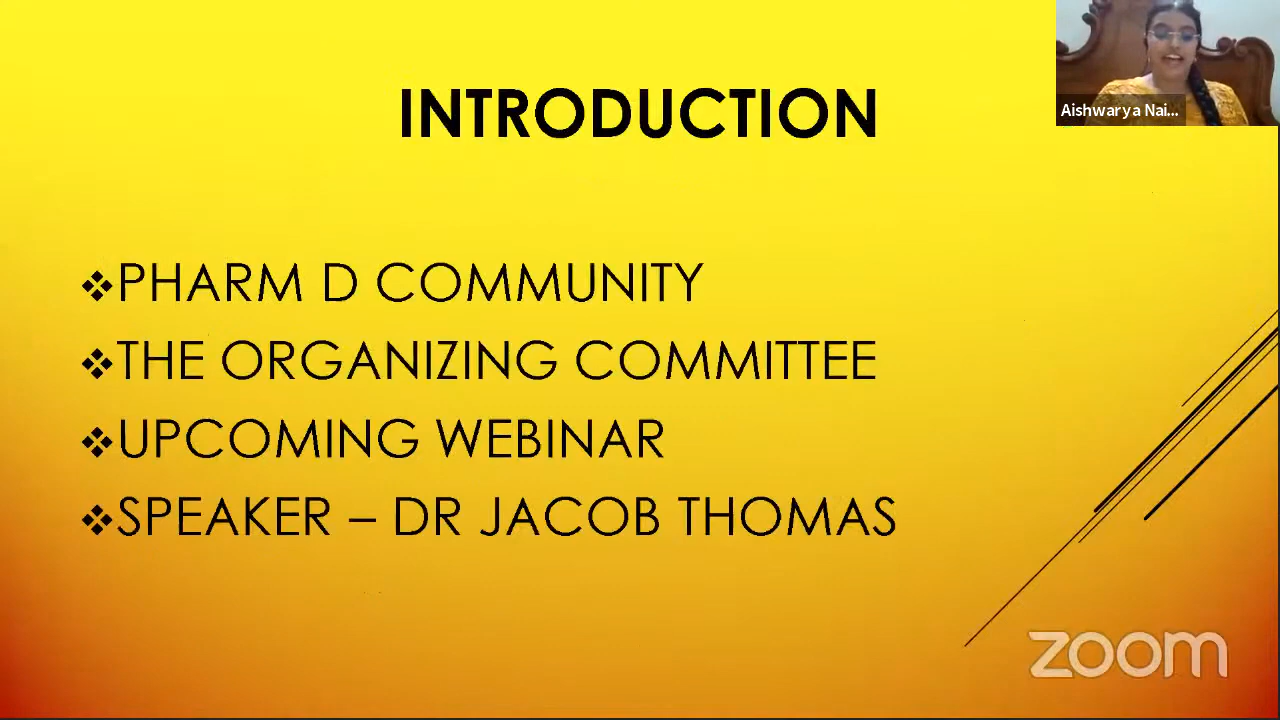 INTRODUCTION
Aishwarya Nai...
❖PHARM D COMMUNITY
❖THE ORGANIZING COMMITTEE
❖UPCOMING WEBINAR
❖SPEAKER – DR JACOB THOMAS
zoom